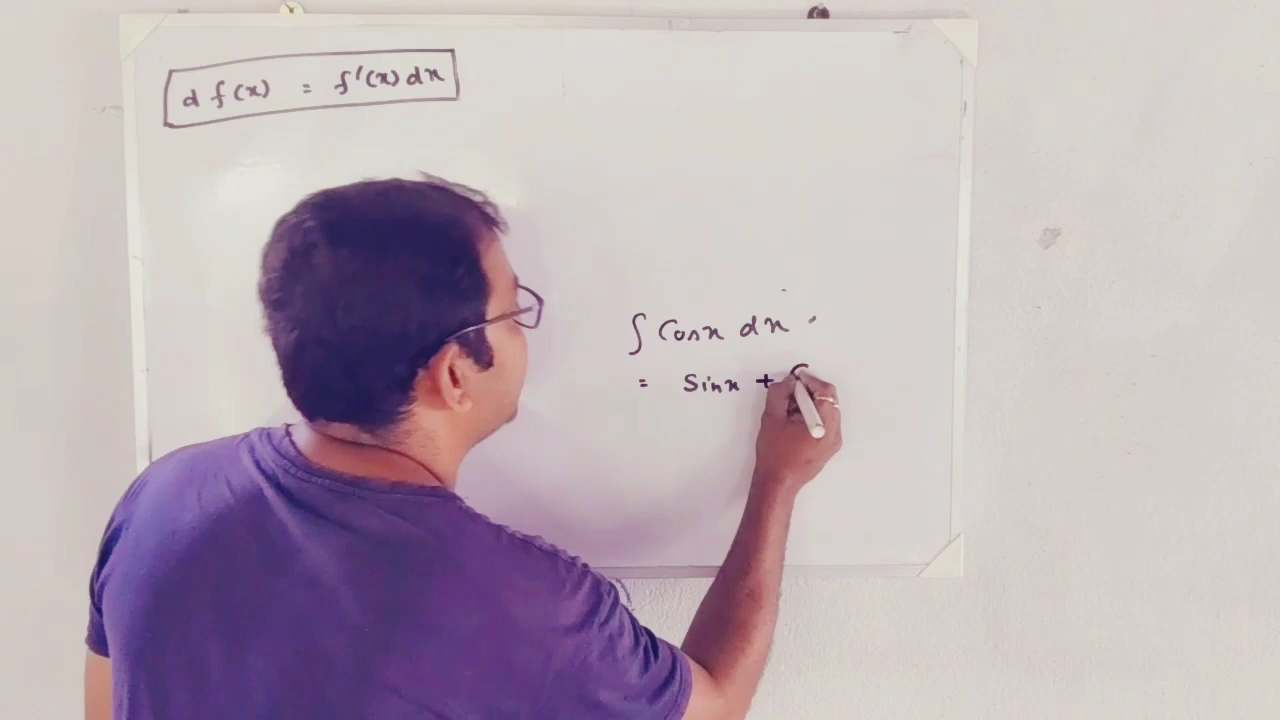 d f(x) = f'(x) dx
∫ Cosx dx
= Sinx + C